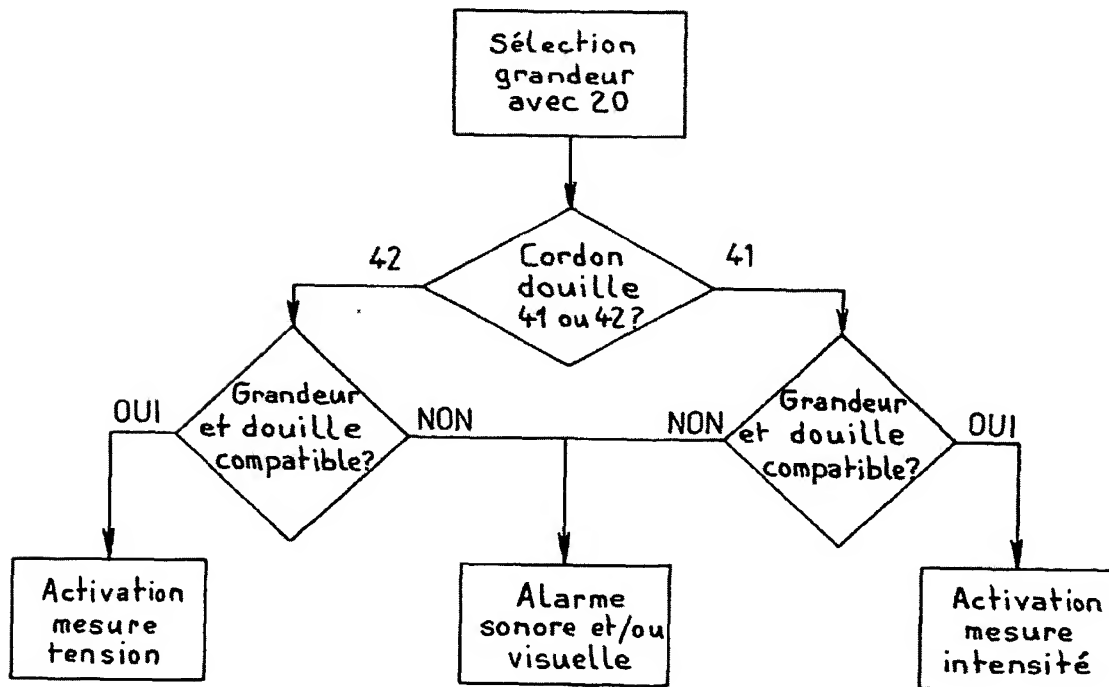 Sélection
grandeur
avec 20
42
Cordon
douille
41 ou 42?
41
OUI
Grandeur
et douille
compatible?
NON
NON
Grandeur
et douille
compatible?
OUI
Activation
mesure
tension
Alarme
sonore et/ou
visuelle
Activation
mesure
intensité